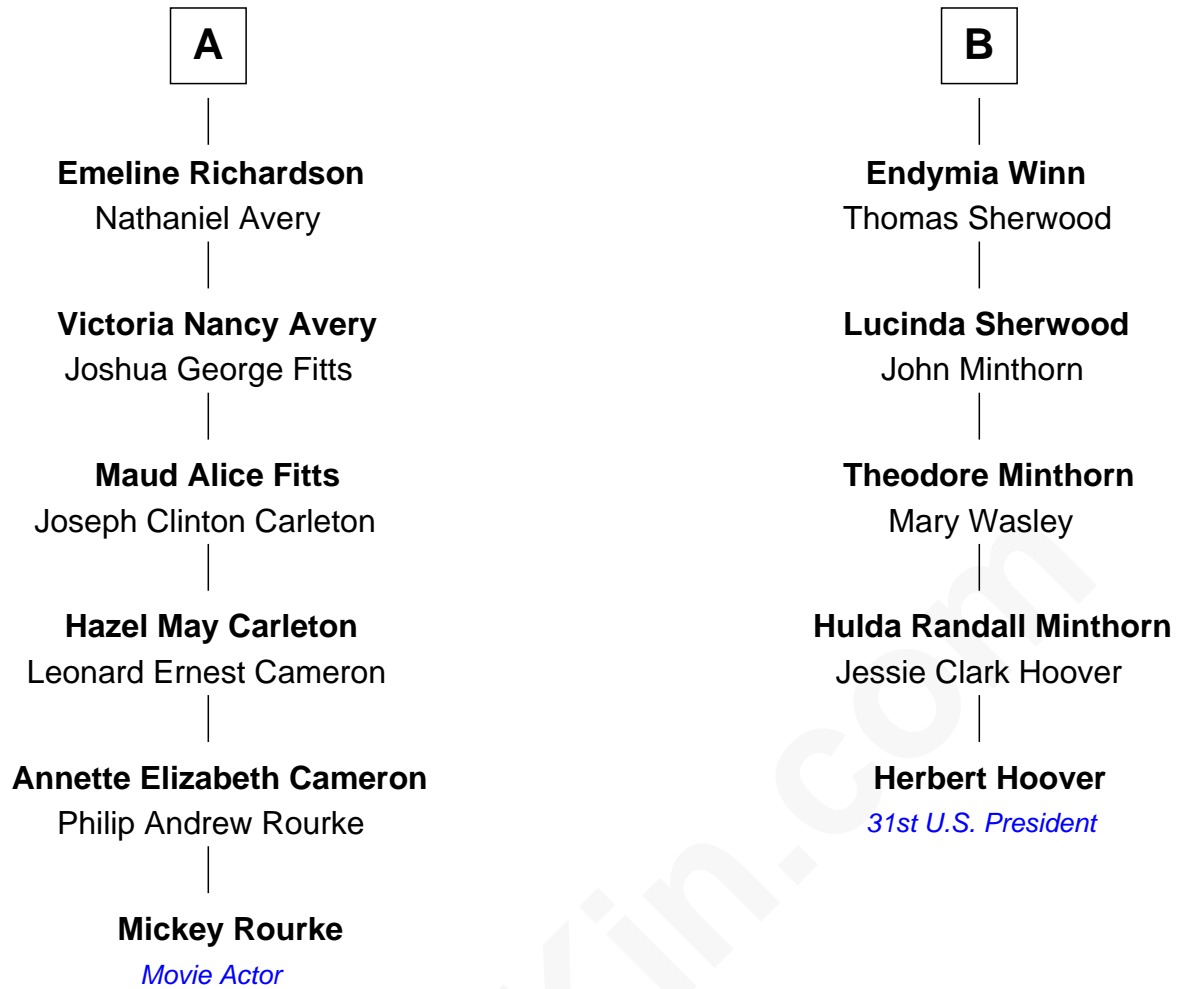 A
Emeline Richardson
Nathaniel Avery
Victoria Nancy Avery
Joshua George Fitts
Maud Alice Fitts
Joseph Clinton Carleton
Hazel May Carleton
Leonard Ernest Cameron
Annette Elizabeth Cameron
Philip Andrew Rourke
Mickey Rourke
Movie Actor
B
Endymia Winn
Thomas Sherwood
Lucinda Sherwood
John Minthorn
Theodore Minthorn
Mary Wasley
Hulda Randall Minthorn
Jessie Clark Hoover
Herbert Hoover
31st U.S. President
Kin.com